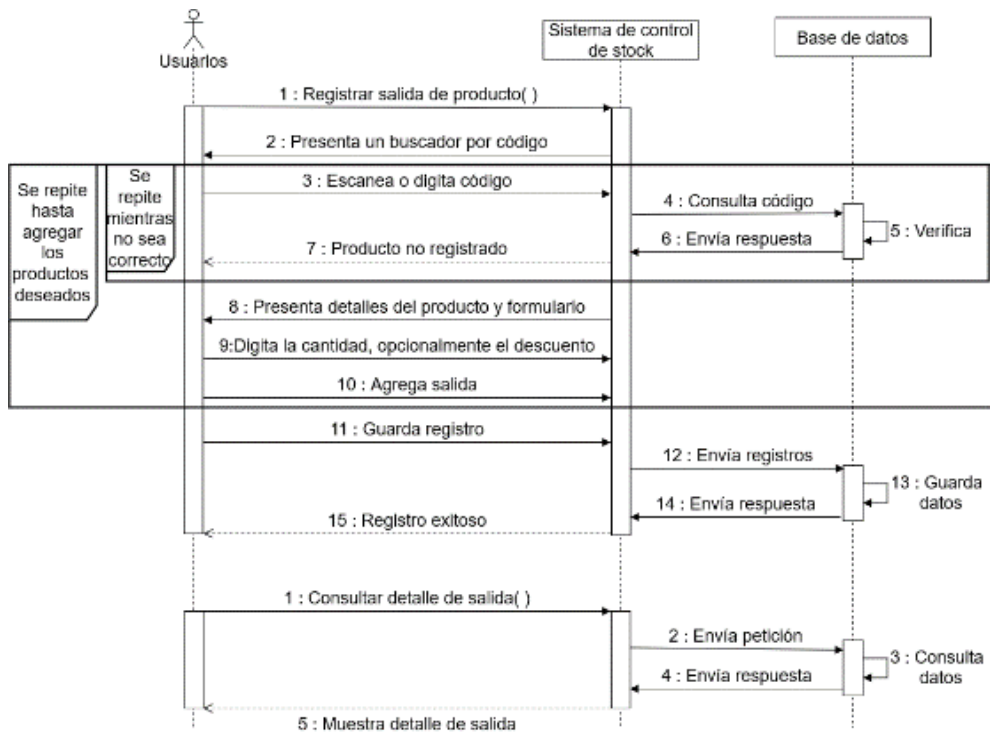 Usuarios
Sistema de control
de stock
Base de datos
1 : Registrar salida de producto( )
2 : Presenta un buscador por código
Se repite
hasta
agregar
los
productos
deseados
Se
repite
mientras
no sea
correcto
3 : Escanea o digita código
4 : Consulta código
5 : Verifica
6 : Envía respuesta
7 : Producto no registrado
8 : Presenta detalles del producto y formulario
9:Digita la cantidad, opcionalmente el descuento
10 : Agrega salida
11 : Guarda registro
12 : Envía registros
13 : Guarda
datos
14 : Envía respuesta
15 : Registro exitoso
1 : Consultar detalle de salida( )
2 : Envía petición
3 : Consulta
datos
4 : Envía respuesta
5 : Muestra detalle de salida